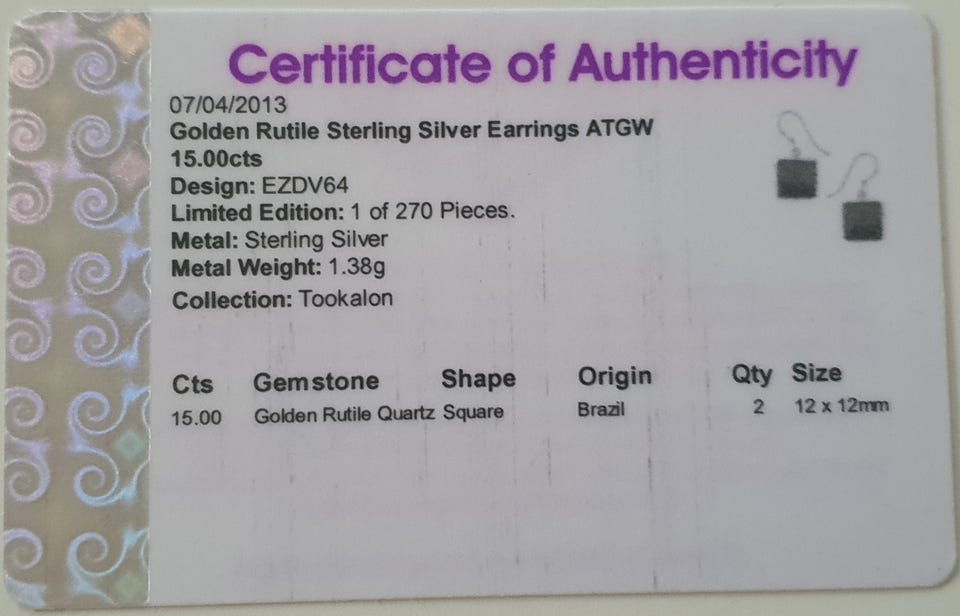 Certificate of Authenticity
07/04/2013
Golden Rutile Sterling Silver Earrings ATGW
15.00cts
Design: EZDV64
Limited Edition: 1 of 270 Pieces.
Metal: Sterling Silver
Metal Weight: 1.38g
Collection: Tookalon
Cts Gemstone Shape Origin Qty Size
15.00 Golden Rutile Quartz Square Brazil 2 12 x 12mm